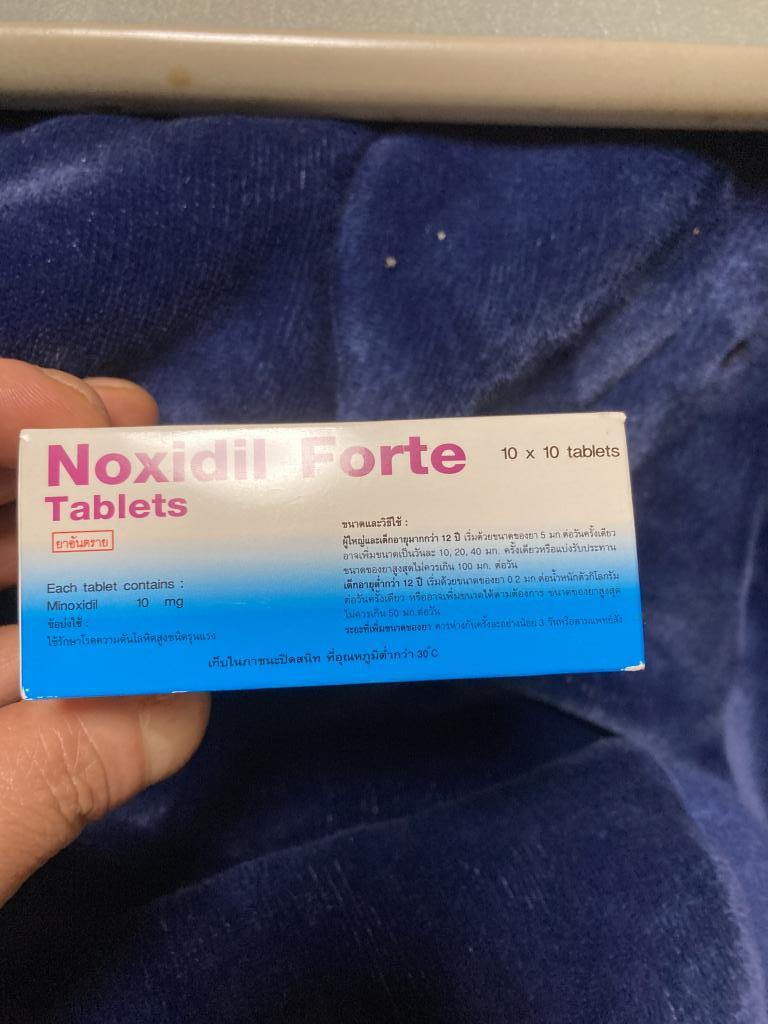 Noxidil Forte
10 x 10 tablets
Tablets
ยาอันตราย
Each tablet contains :
Minoxidil 10 mg
ข้อบ่งใช้ :
ใช้รักษาโรคความดันโลหิตสูงชนิดรุนแรง
ขนาดและวิธีใช้ :
ผู้ใหญ่และเด็กอายุมากกว่า 12 ปี เริ่มด้วยขนาดของยา 5 มก.ต่อวันครั้งเดียว
อาจเพิ่มขนาดเป็นวันละ 10, 20, 40 มก. ครั้งเดียวหรือแบ่งรับประทาน
ขนาดของยาสูงสุดไม่ควรเกิน 100 มก. ต่อวัน
เด็กอายุต่ำกว่า 12 ปี เริ่มด้วยขนาดของยา 0.2 มก.ต่อน้ำหนักตัวกิโลกรัม
ต่อวันครั้งเดียว หรืออาจเพิ่มขนาดได้ตามต้องการ ขนาดของยาสูงสุด
ไม่ควรเกิน 50 มก.ต่อวัน
ระยะที่เพิ่มขนาดของยา ควรห่างกันครั้งละอย่างน้อย 3 วันหรือตามแพทย์สั่ง
เก็บในภาชนะปิดสนิท ที่อุณหภูมิต่ำกว่า 30°C